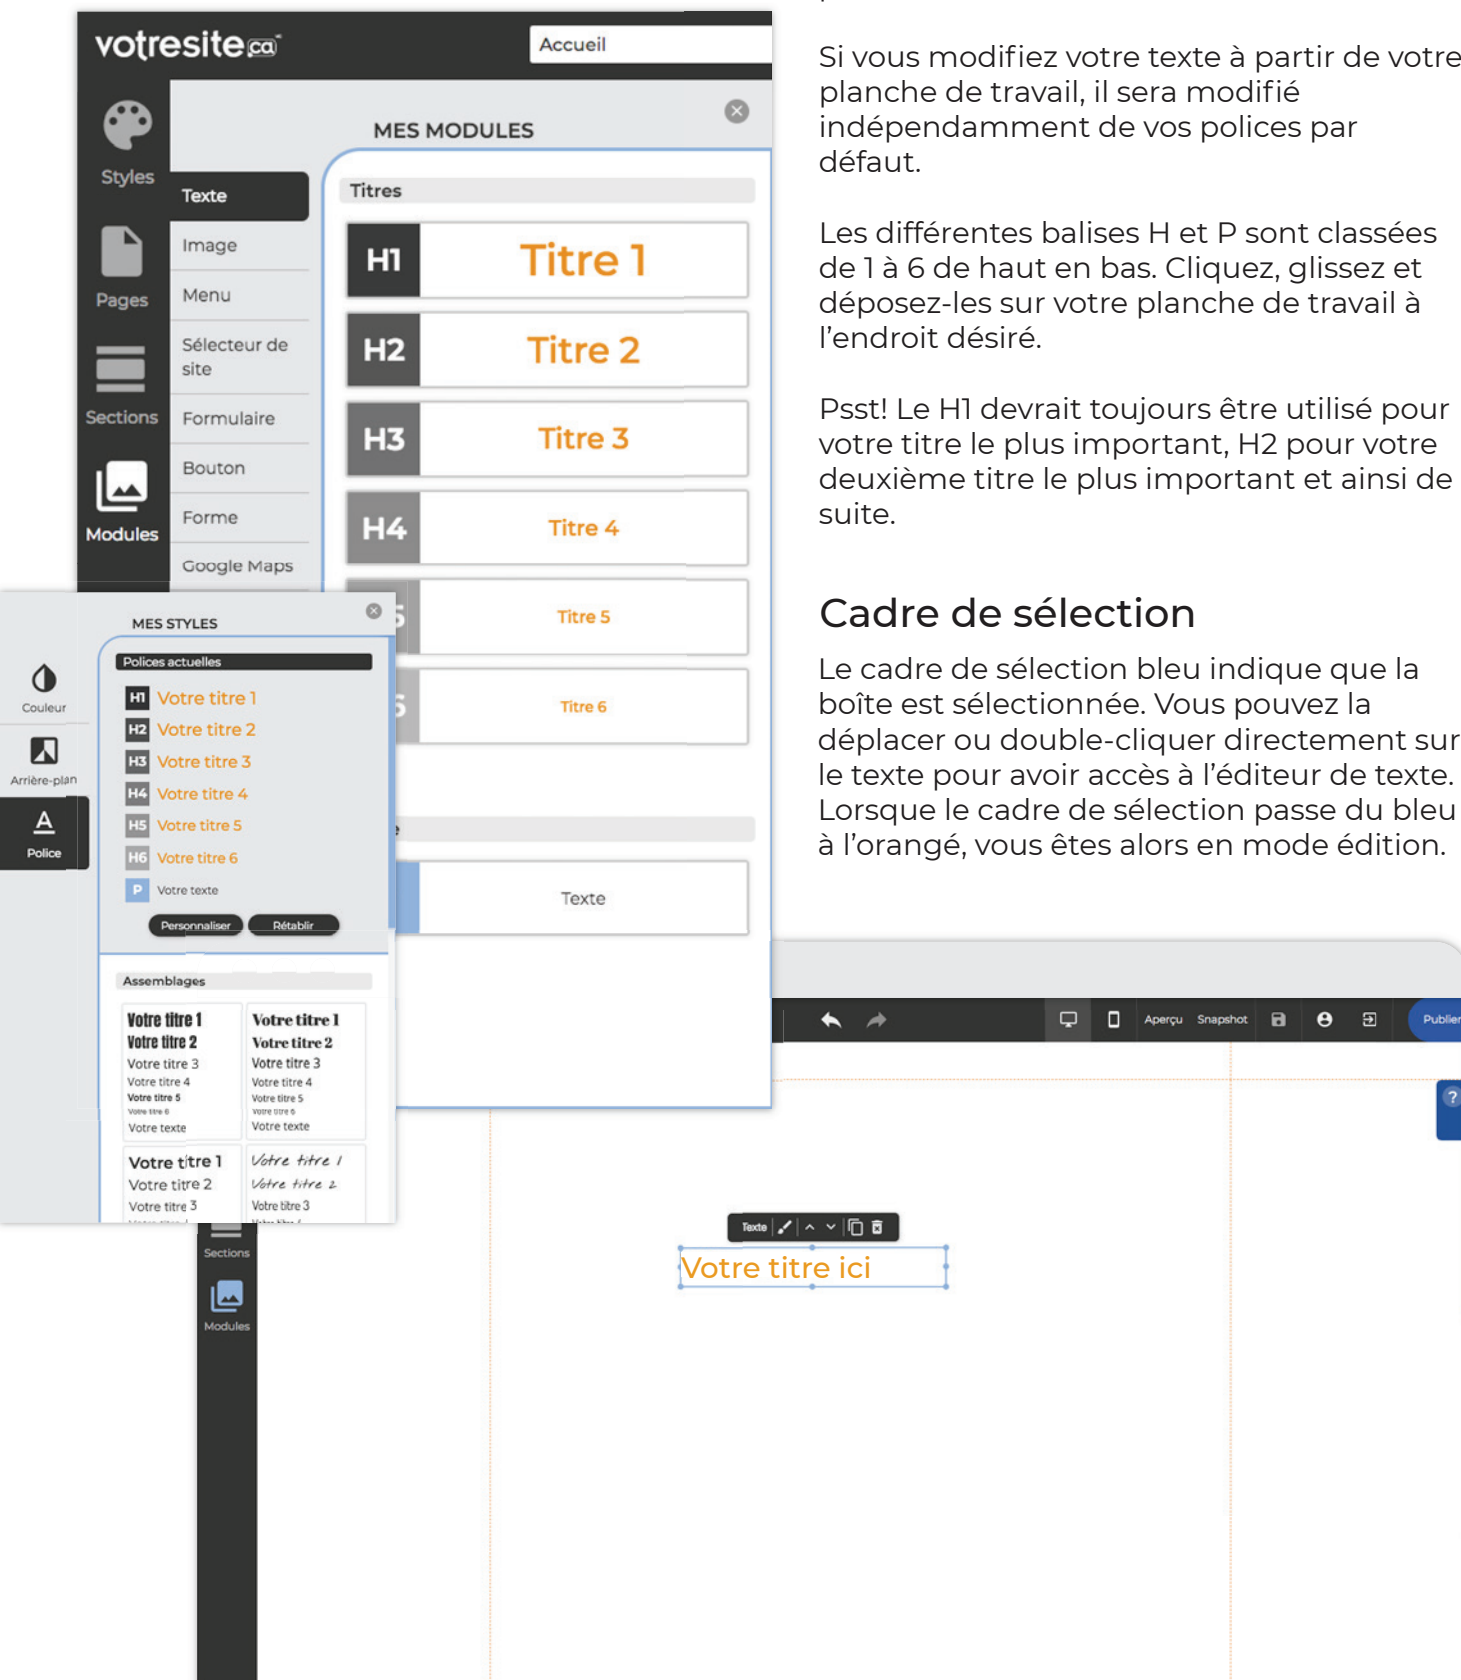 votresite.ca
Accueil
MES MODULES
Styles
Pages
Sections
Modules
Texte
Image
Menu
Sélecteur de
site
Formulaire
Bouton
Forme
Google Maps
Titres
H1 Titre 1
H2 Titre 2
H3 Titre 3
H4 Titre 4
5 Titre 5
6 Titre 6
Texte
MES STYLES
Couleur
Arrière-plan
Police
Polices actuelles
H1 Votre titre 1
H2 Votre titre 2
H3 Votre titre 3
H4 Votre titre 4
H5 Votre titre 5
H6 Votre titre 6
P Votre texte
Personnaliser Rétablir
Assemblages
Votre titre 1
Votre titre 2
Votre titre 3
Votre titre 4
Votre titre 5
Votre titre 6
Votre texte
Votre titre 1
Votre titre 2
Votre titre 3
Votre titre 4
Votre titre 5
Votre titre 6
Votre texte
Votre titre 1
Votre titre 2
Votre titre 3
Votre titre 1
Votre titre 2
Votre titre 3
Si vous modifiez votre texte à partir de votre
planche de travail, il sera modifié
indépendamment de vos polices par
défaut.
Les différentes balises H et P sont classées
de 1 à 6 de haut en bas. Cliquez, glissez et
déposez-les sur votre planche de travail à
l’endroit désiré.
Psst! Le H1 devrait toujours être utilisé pour
votre titre le plus important, H2 pour votre
deuxième titre le plus important et ainsi de
suite.
Cadre de sélection
Le cadre de sélection bleu indique que la
boîte est sélectionnée. Vous pouvez la
déplacer ou double-cliquer directement sur
le texte pour avoir accès à l’éditeur de texte.
Lorsque le cadre de sélection passe du bleu
à l’orangé, vous êtes alors en mode édition.
Aperçu Snapshot Publier
?
Texte
Votre titre ici
Sections
Modules